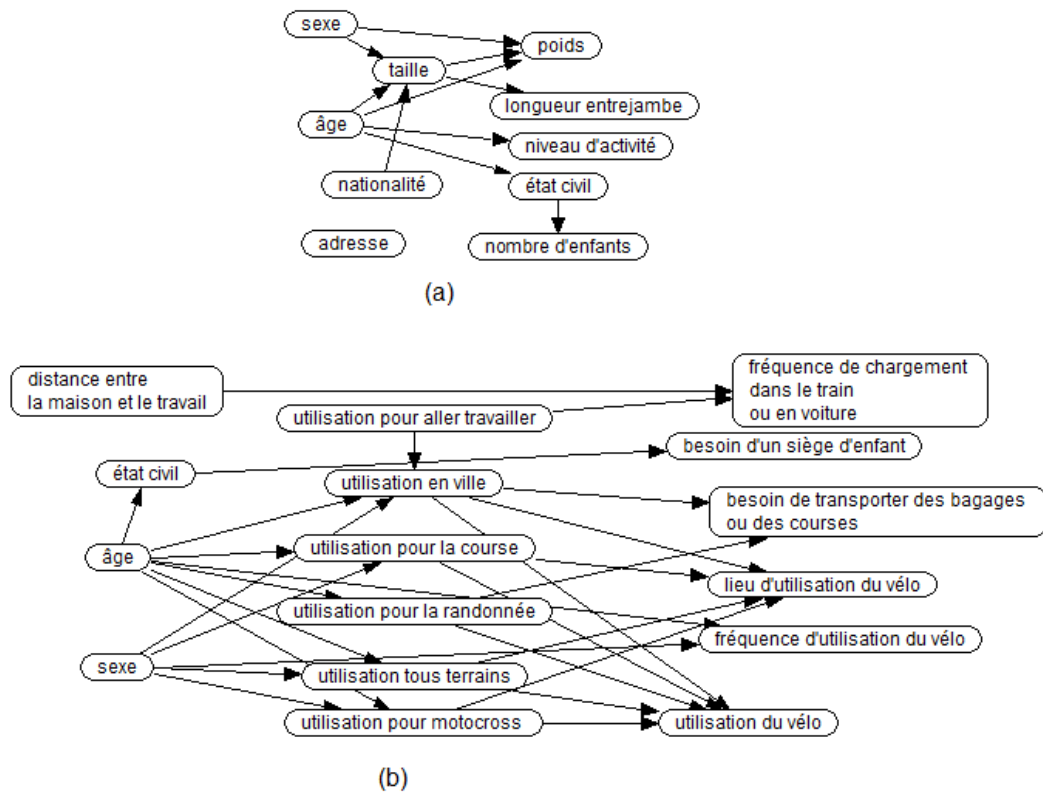 sexe
poids
taille
longueur entrejambe
âge
niveau d'activité
nationalité
état civil
adresse
nombre d'enfants
(a)
distance entre
la maison et le travail
fréquence de chargement
dans le train
ou en voiture
utilisation pour aller travailler
besoin d'un siège d'enfant
état civil
utilisation en ville
besoin de transporter des bagages
ou des courses
utilisation pour la course
âge
lieu d'utilisation du vélo
utilisation pour la randonnée
fréquence d'utilisation du vélo
sexe
utilisation tous terrains
utilisation pour motocross
utilisation du vélo
(b)